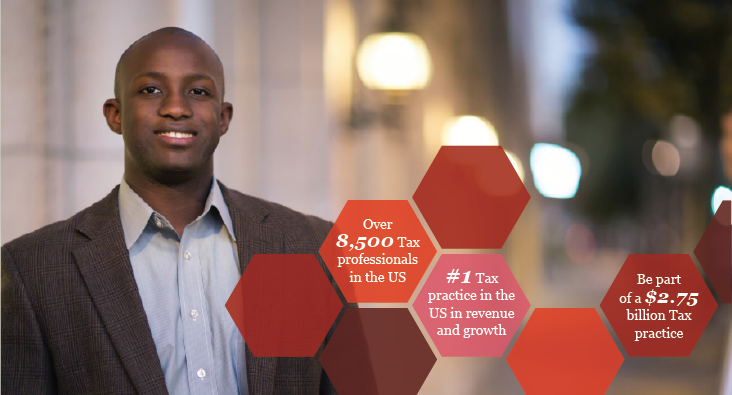 Over
8,500 Tax
professionals
in the US
#1 Tax
practice in the
US in revenue
and growth
Be part
of a $2.75
billion Tax
practice